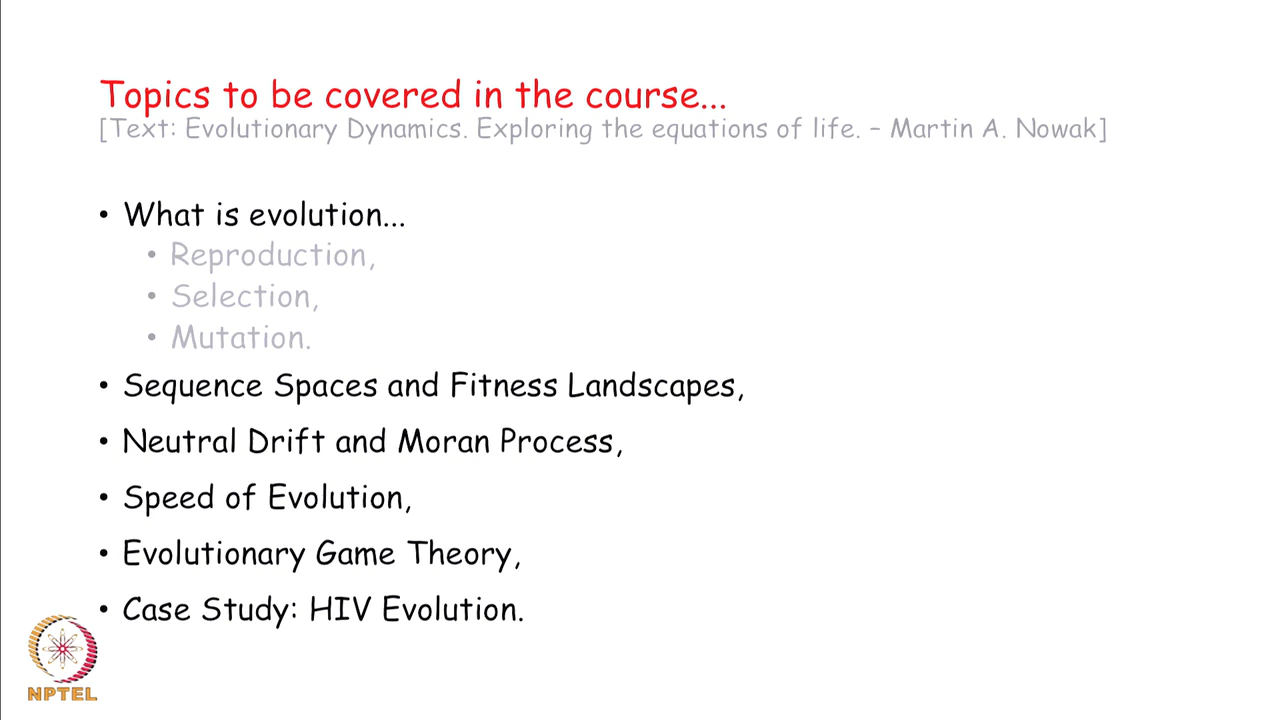 Topics to be covered in the course...
[Text: Evolutionary Dynamics. Exploring the equations of life. – Martin A. Nowak]
• What is evolution...
• Reproduction,
• Selection,
• Mutation.
• Sequence Spaces and Fitness Landscapes,
• Neutral Drift and Moran Process,
• Speed of Evolution,
• Evolutionary Game Theory,
• Case Study: HIV Evolution.
NPTEL